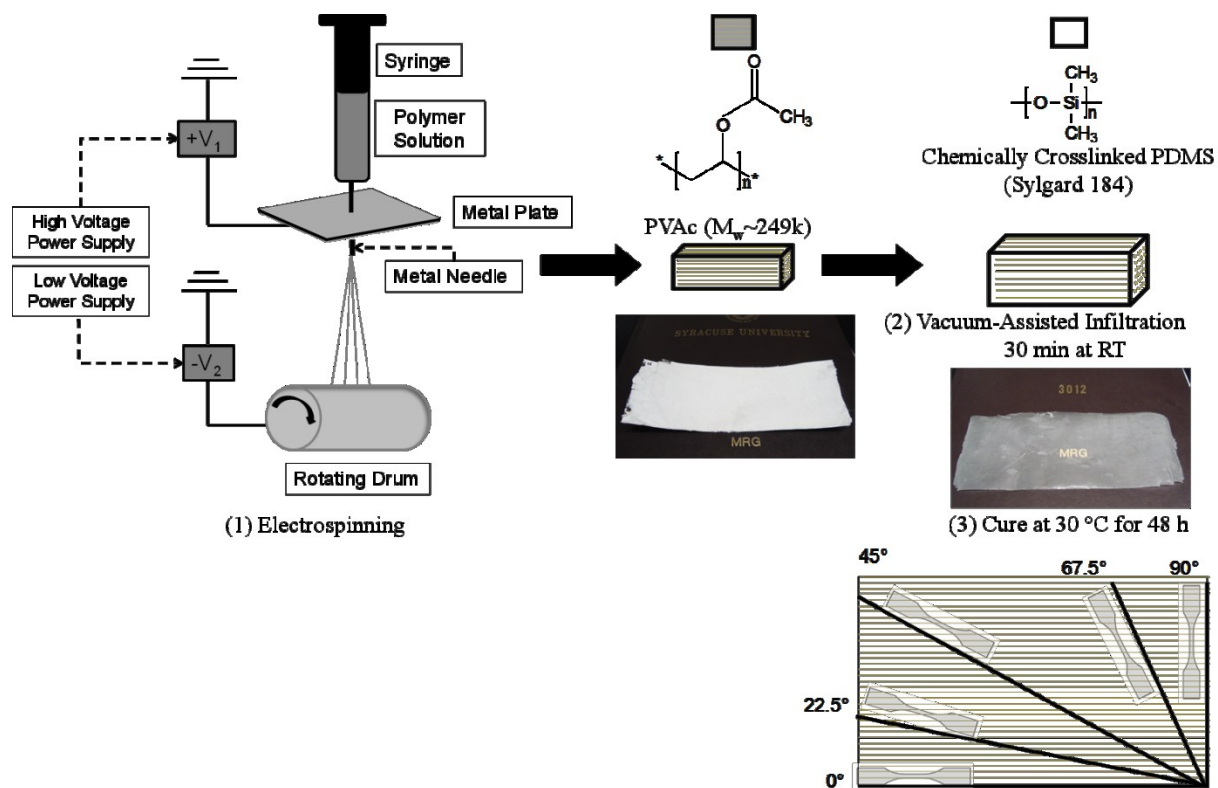 Syringe
Polymer
Solution
+V1
High Voltage
Power Supply
Metal Plate
Low Voltage
Power Supply
Metal Needle
-V2
Rotating Drum
(1) Electrospinning
O
O
CH3
*
n*
PVAc (Mw~249k)
SYRACUSE UNIVERSITY
MRG
CH3
O-Si
n
CH3
Chemically Crosslinked PDMS
(Sylgard 184)
(2) Vacuum-Assisted Infiltration
30 min at RT
3012
MRG
(3) Cure at 30 °C for 48 h
45°
67.5°
90°
22.5°
0°